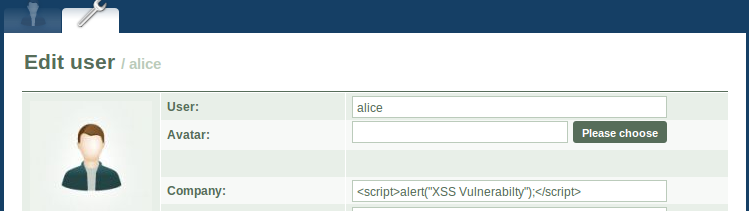 Edit user / alice
User: alice
Avatar: Please choose
Company: <script>alert("XSS Vulnerabilty");</script>